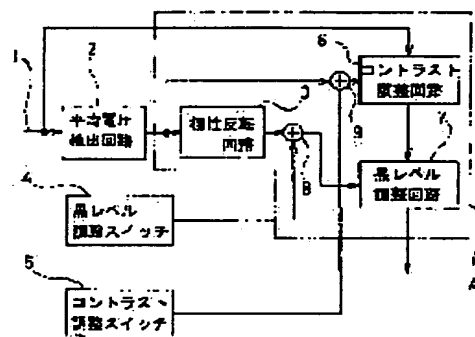 1
2
平均電圧
検出回路
3
極性反転
回路
4
黒レベル
調整スイッチ
5
コントラスト
調整スイッチ
6
コントラスト
調整回路
7
黒レベル
調整回路
8
9
A